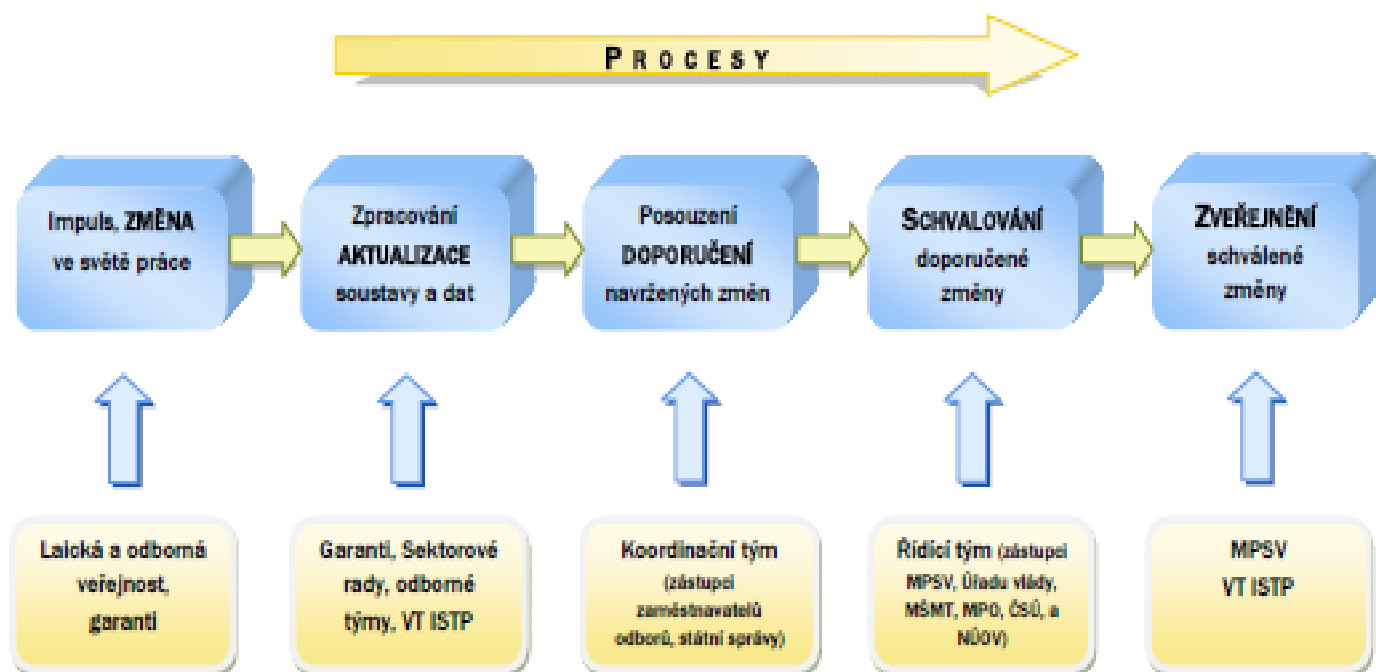 PROCESY
Impuls, ZMĚNA
ve světě práce
Zpracování
AKTUALIZACE
soustavy a dat
Posouzení
DOPORUČENÍ
navržených změn
SCHVALOVÁNÍ
doporučené
změny
ZVEŘEJNĚNÍ
schválené
změny
Laická a odborná
veřejnost,
garanti
Garanti, Sektorové
rady, odborné
týmy, VT ISTP
Koordinační tým
(zástupci
zaměstnavatelů
odborů, státní správy)
Řídicí tým (zástupci
MPSV, Úřadu vlády,
MŠMT, MPO, ČSÚ, a
NÚOV)
MPSV
VT ISTP